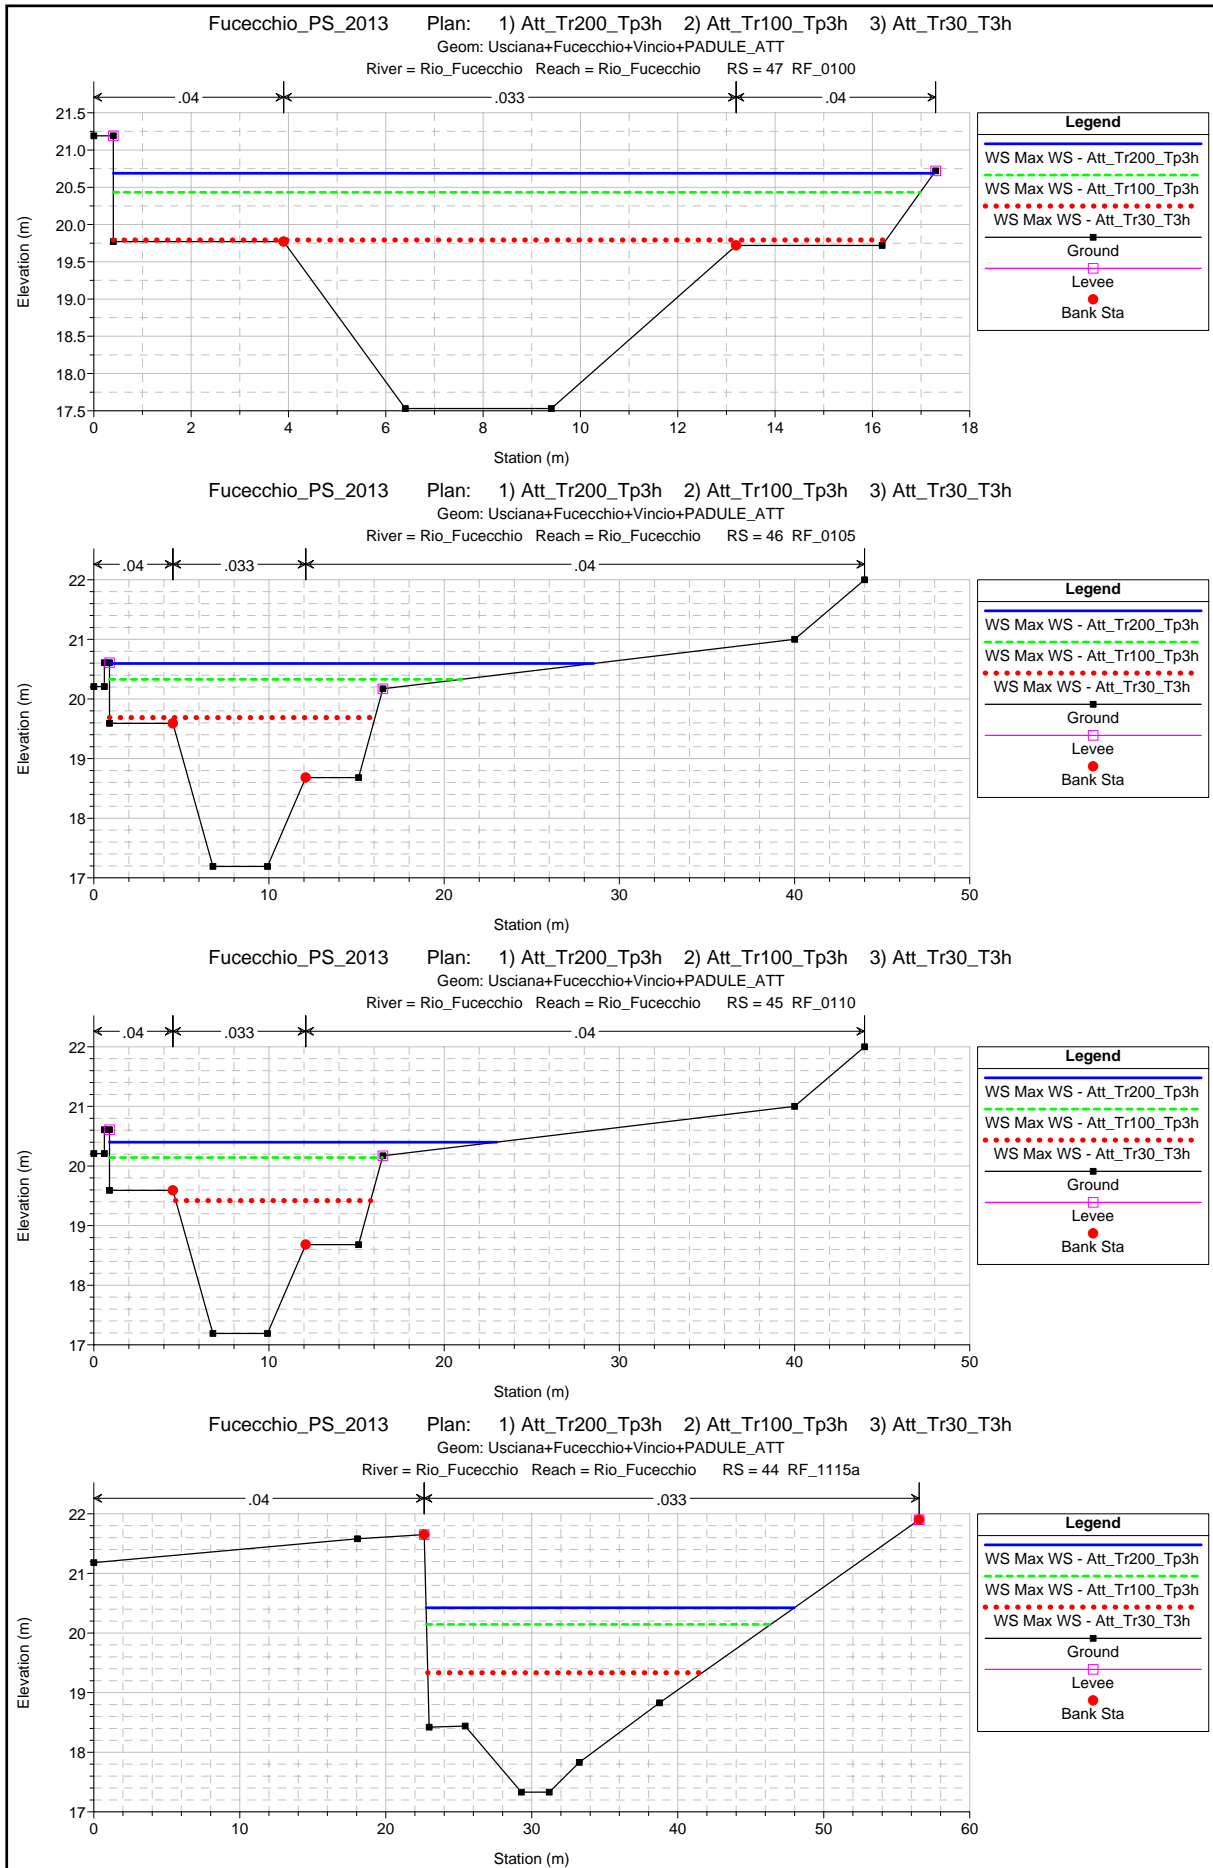 Fucecchio_PS_2013 Plan: 1) Att_Tr200_Tp3h 2) Att_Tr100_Tp3h 3) Att_Tr30_T3h
Geom: Usciana+Fucecchio+Vincio+PADULE_ATT
River = Rio_Fucecchio Reach = Rio_Fucecchio RS = 47 RF_0100
.04 .033 .04
21.5
21.0
20.5
20.0
19.5
19.0
18.5
18.0
17.5
Elevation (m)
0 2 4 6 8 10 12 14 16 18
Station (m)
Legend
WS Max WS - Att_Tr200_Tp3h
WS Max WS - Att_Tr100_Tp3h
WS Max WS - Att_Tr30_T3h
Ground
Levee
Bank Sta
Fucecchio_PS_2013 Plan: 1) Att_Tr200_Tp3h 2) Att_Tr100_Tp3h 3) Att_Tr30_T3h
Geom: Usciana+Fucecchio+Vincio+PADULE_ATT
River = Rio_Fucecchio Reach = Rio_Fucecchio RS = 46 RF_0105
.04 .033 .04
22
21
20
19
18
17
Elevation (m)
0 10 20 30 40 50
Station (m)
Legend
WS Max WS - Att_Tr200_Tp3h
WS Max WS - Att_Tr100_Tp3h
WS Max WS - Att_Tr30_T3h
Ground
Levee
Bank Sta
Fucecchio_PS_2013 Plan: 1) Att_Tr200_Tp3h 2) Att_Tr100_Tp3h 3) Att_Tr30_T3h
Geom: Usciana+Fucecchio+Vincio+PADULE_ATT
River = Rio_Fucecchio Reach = Rio_Fucecchio RS = 45 RF_0110
.04 .033 .04
22
21
20
19
18
17
Elevation (m)
0 10 20 30 40 50
Station (m)
Legend
WS Max WS - Att_Tr200_Tp3h
WS Max WS - Att_Tr100_Tp3h
WS Max WS - Att_Tr30_T3h
Ground
Levee
Bank Sta
Fucecchio_PS_2013 Plan: 1) Att_Tr200_Tp3h 2) Att_Tr100_Tp3h 3) Att_Tr30_T3h
Geom: Usciana+Fucecchio+Vincio+PADULE_ATT
River = Rio_Fucecchio Reach = Rio_Fucecchio RS = 44 RF_1115a
.04 .033
22
21
20
19
18
17
Elevation (m)
0 10 20 30 40 50 60
Station (m)
Legend
WS Max WS - Att_Tr200_Tp3h
WS Max WS - Att_Tr100_Tp3h
WS Max WS - Att_Tr30_T3h
Ground
Levee
Bank Sta